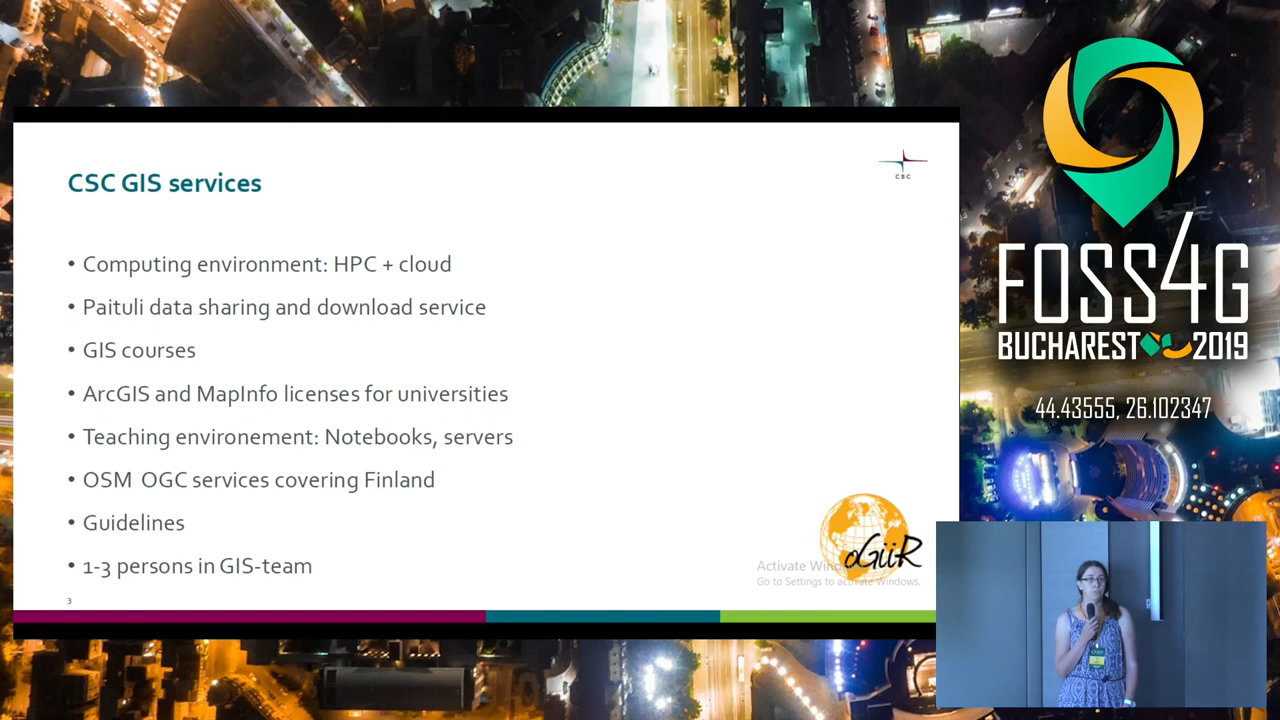 CSC GIS services
CSC
• Computing environment: HPC + cloud
• Paituli data sharing and download service
• GIS courses
• ArcGIS and MapInfo licenses for universities
• Teaching environement: Notebooks, servers
• OSM OGC services covering Finland
• Guidelines
• 1-3 persons in GIS-team
oGiiR
Activate Windo
Go to Settings to activate Windows.
3
FOSS4G
BUCHAREST 2019
44.43555, 26.102347